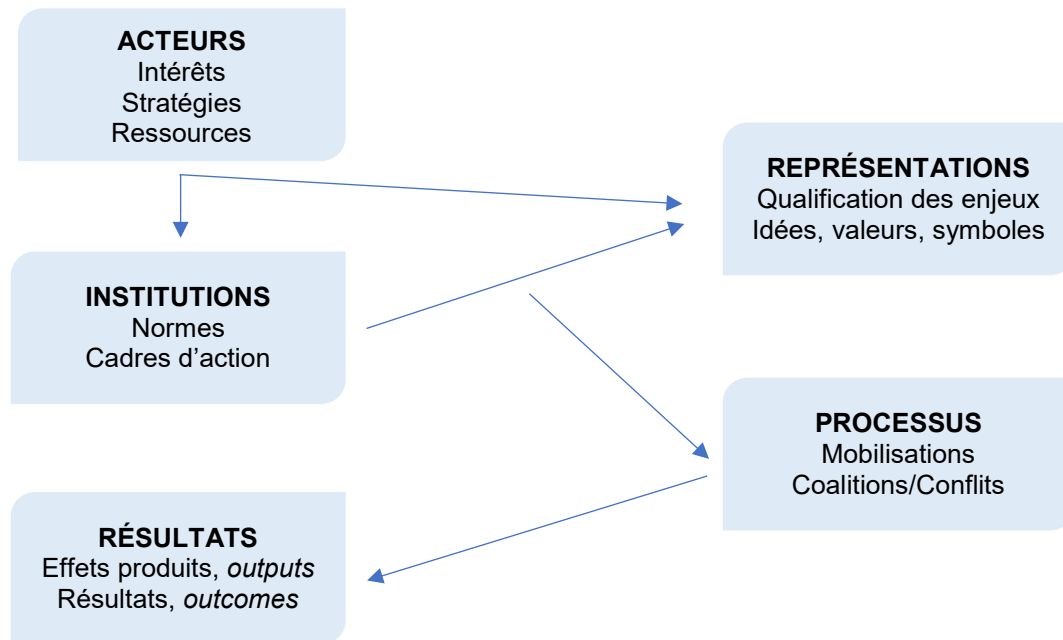 ACTEURS
Intérêts
Stratégies
Ressources
REPRÉSENTATIONS
Qualification des enjeux
Idées, valeurs, symboles
INSTITUTIONS
Normes
Cadres d’action
PROCESSUS
Mobilisations
Coalitions/Conflits
RÉSULTATS
Effets produits, outputs
Résultats, outcomes